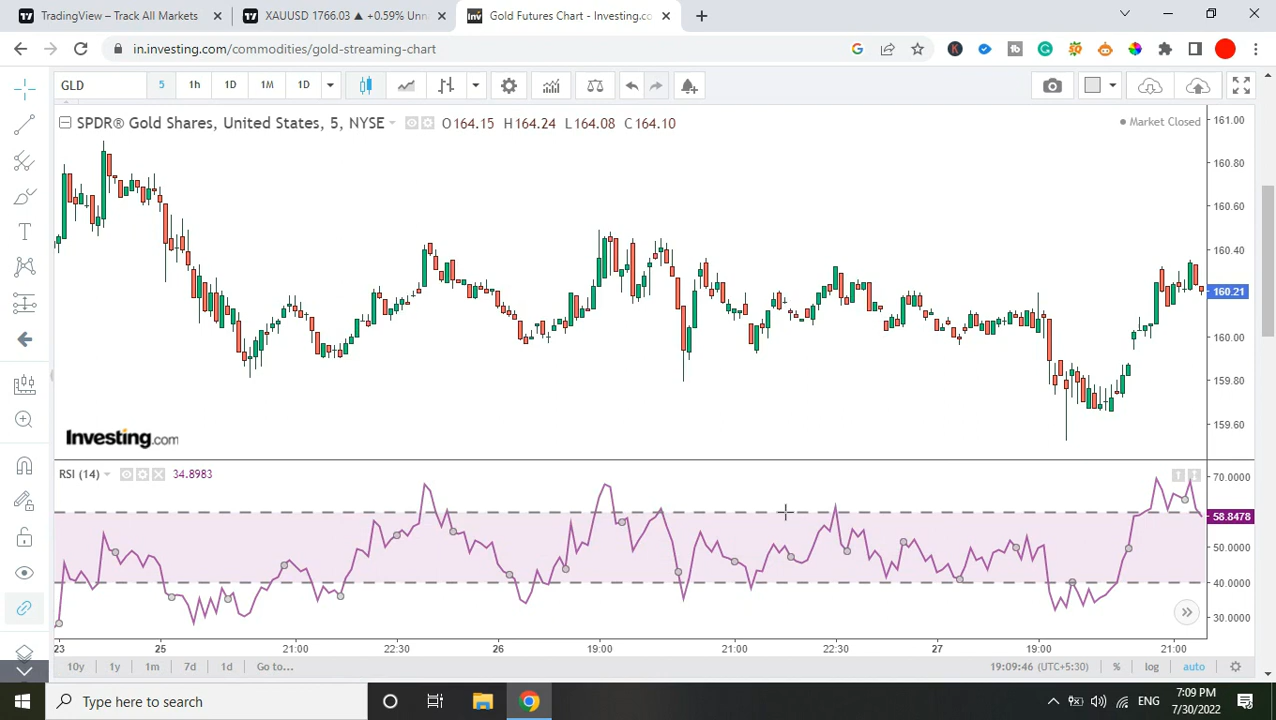 TradingView – Track All Markets
XAUUSD 1766.03 ▲ +0.59% Unn
Gold Futures Chart - Investing.co
in.investing.com/commodities/gold-streaming-chart
GLD 5 1h 1D 1M 1D
SPDR® Gold Shares, United States, 5, NYSE O164.15 H164.24 L164.08 C164.10
Market Closed
161.00
160.80
160.60
160.40
160.21
160.00
159.80
159.60
Investing.com
RSI (14) 34.8983
70.0000
58.8478
50.0000
40.0000
30.0000
23 25 21:00 22:30 26 19:00 21:00 22:30 27 19:00 21:00
10y 1y 1m 7d 1d Go to... 19:09:46 (UTC+5:30) % log auto
Type here to search
ENG
7:09 PM
7/30/2022